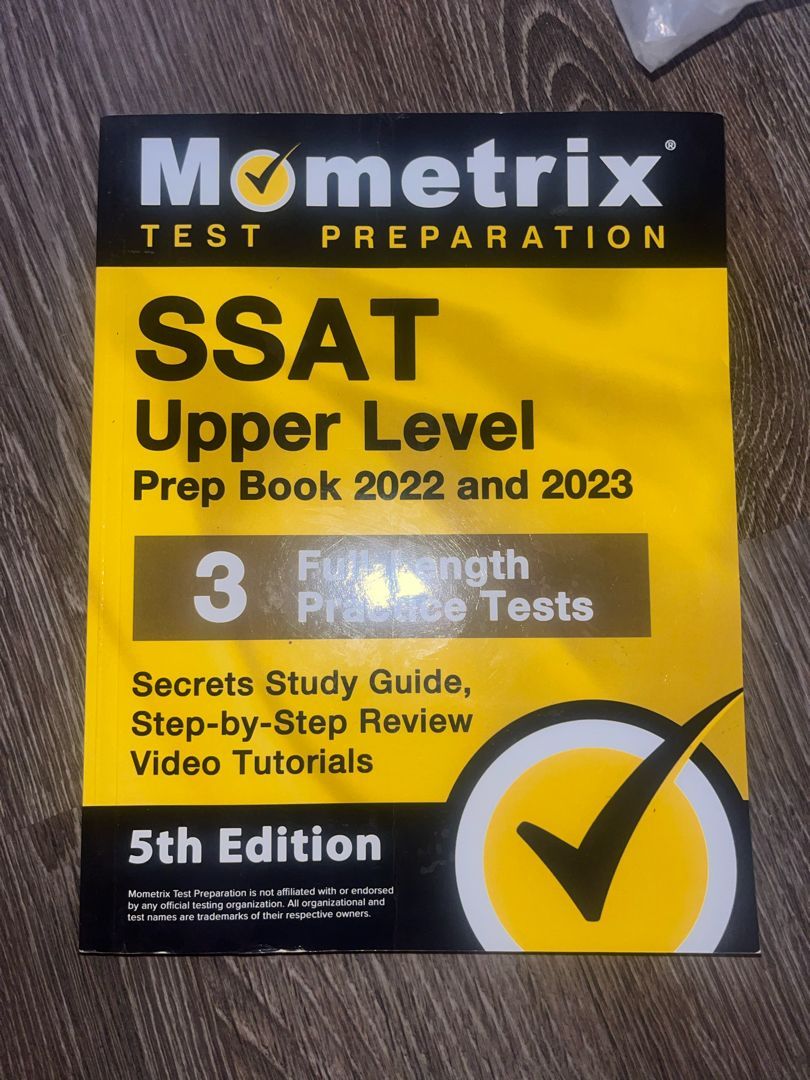 Mometrix®
TEST PREPARATION
SSAT
Upper Level
Prep Book 2022 and 2023
3 Full-Length
Practice Tests
Secrets Study Guide,
Step-by-Step Review
Video Tutorials
5th Edition
Mometrix Test Preparation is not affiliated with or endorsed
by any official testing organization. All organizational and
test names are trademarks of their respective owners.